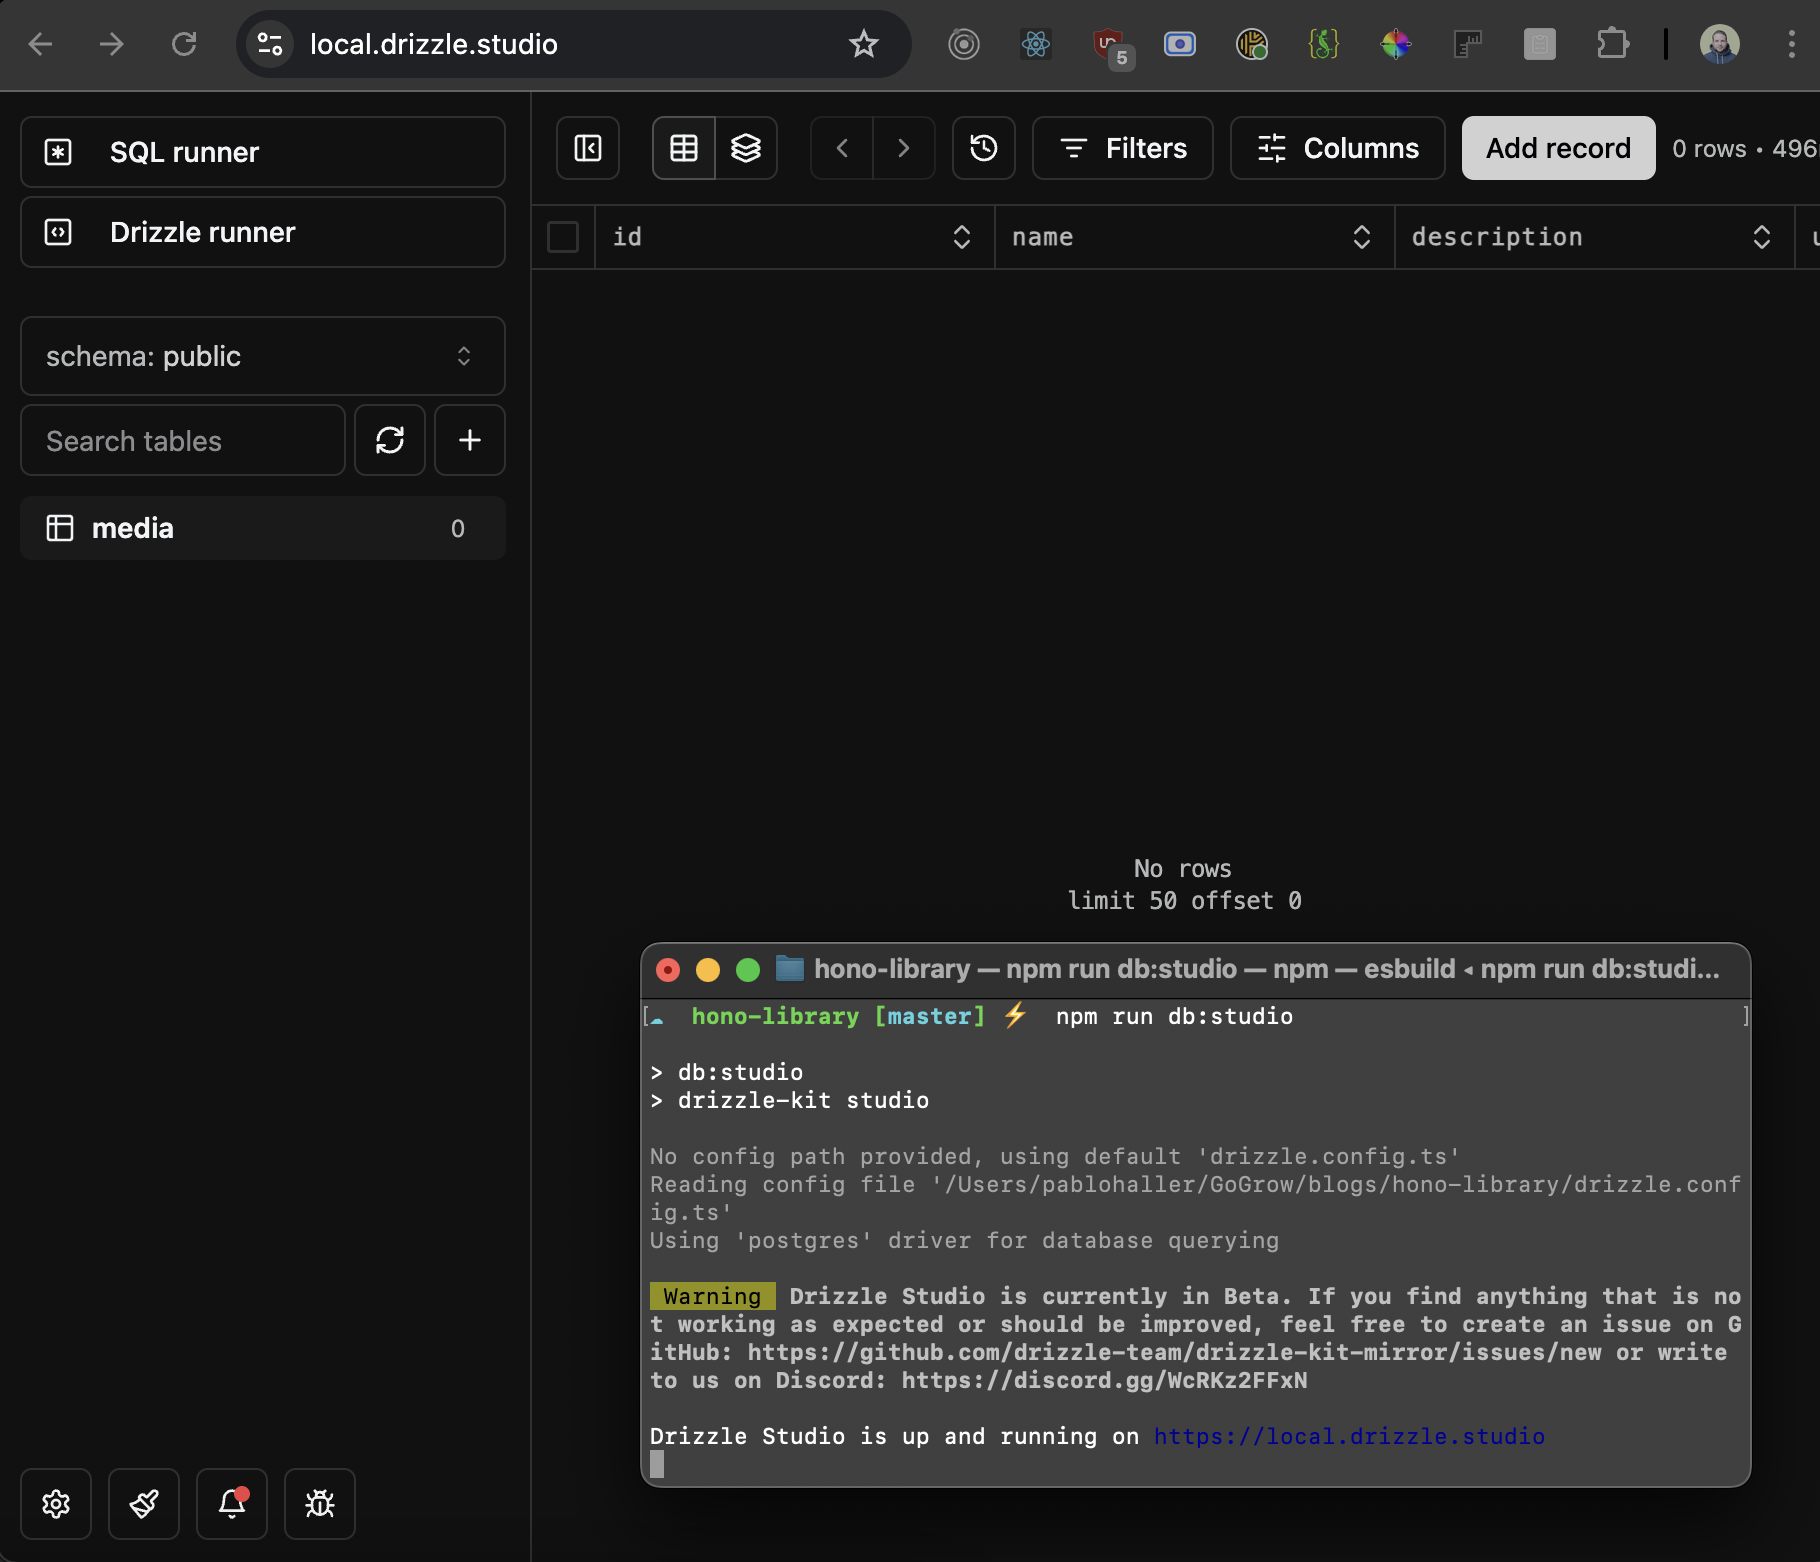 local.drizzle.studio
5
SQL runner
Drizzle runner
schema: public
Search tables
media 0
Filters
Columns
Add record
0 rows • 496
id
name
description
No rows
limit 50 offset 0
hono-library — npm run db:studio — npm — esbuild ◂ npm run db:studi...
[☁ hono-library [master] ⚡ npm run db:studio ]
> db:studio
> drizzle-kit studio
No config path provided, using default 'drizzle.config.ts'
Reading config file '/Users/pablohaller/GoGrow/blogs/hono-library/drizzle.conf
ig.ts'
Using 'postgres' driver for database querying
Warning Drizzle Studio is currently in Beta. If you find anything that is no
t working as expected or should be improved, feel free to create an issue on G
itHub: https://github.com/drizzle-team/drizzle-kit-mirror/issues/new or write
to us on Discord: https://discord.gg/WcRKz2FFxN
Drizzle Studio is up and running on https://local.drizzle.studio